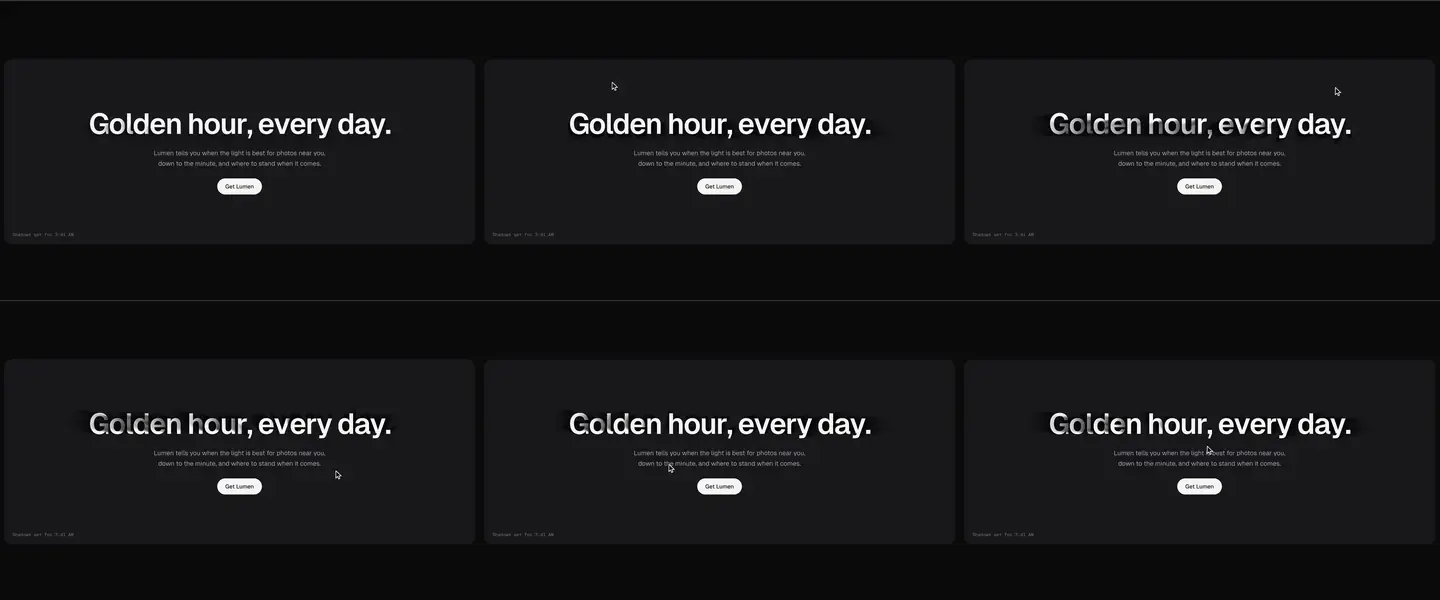 Golden hour, every day.
Lumen tells you when the light is best for photos near you,
down to the minute, and where to stand when it comes.
Get Lumen
Golden hour, every day.
Lumen tells you when the light is best for photos near you,
down to the minute, and where to stand when it comes.
Get Lumen
Golden hour, every day.
Lumen tells you when the light is best for photos near you,
down to the minute, and where to stand when it comes.
Get Lumen
Golden hour, every day.
Lumen tells you when the light is best for photos near you,
down to the minute, and where to stand when it comes.
Get Lumen
Golden hour, every day.
Lumen tells you when the light is best for photos near you,
down to the minute, and where to stand when it comes.
Get Lumen
Golden hour, every day.
Lumen tells you when the light is best for photos near you,
down to the minute, and where to stand when it comes.
Get Lumen